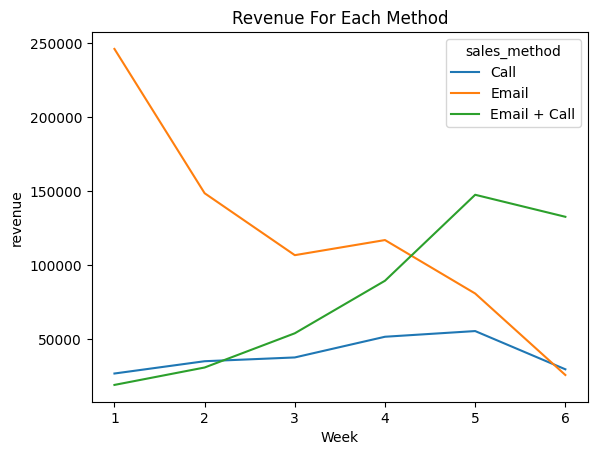 Revenue For Each Method
sales_method
Call
Email
Email + Call
250000
200000
150000
100000
50000
revenue
1 2 3 4 5 6
Week